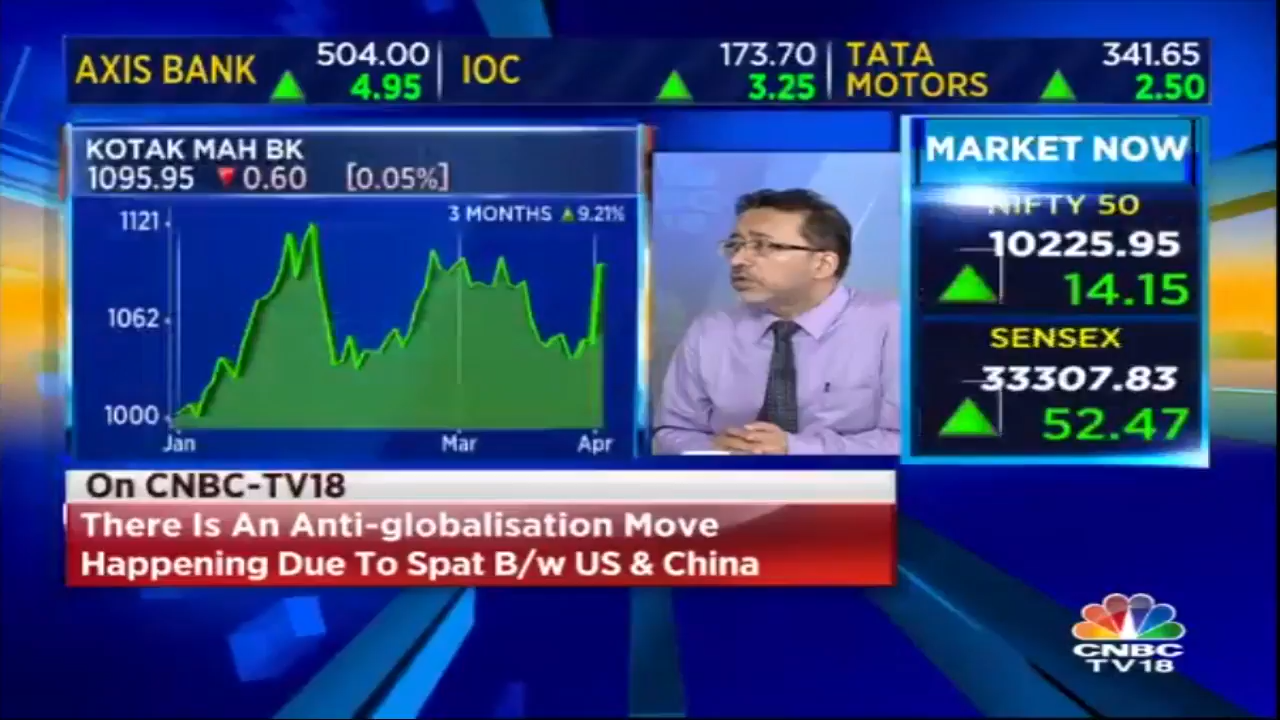 AXIS BANK 504.00 4.95
IOC 173.70 3.25
TATA MOTORS 341.65 2.50
KOTAK MAH BK
1095.95 0.60 [0.05%]
3 MONTHS 9.21%
1121
1062
1000
Jan Mar Apr
MARKET NOW
NIFTY 50
10225.95
14.15
SENSEX
33307.83
52.47
On CNBC-TV18
There Is An Anti-globalisation Move
Happening Due To Spat B/w US & China
CNBC
TV18